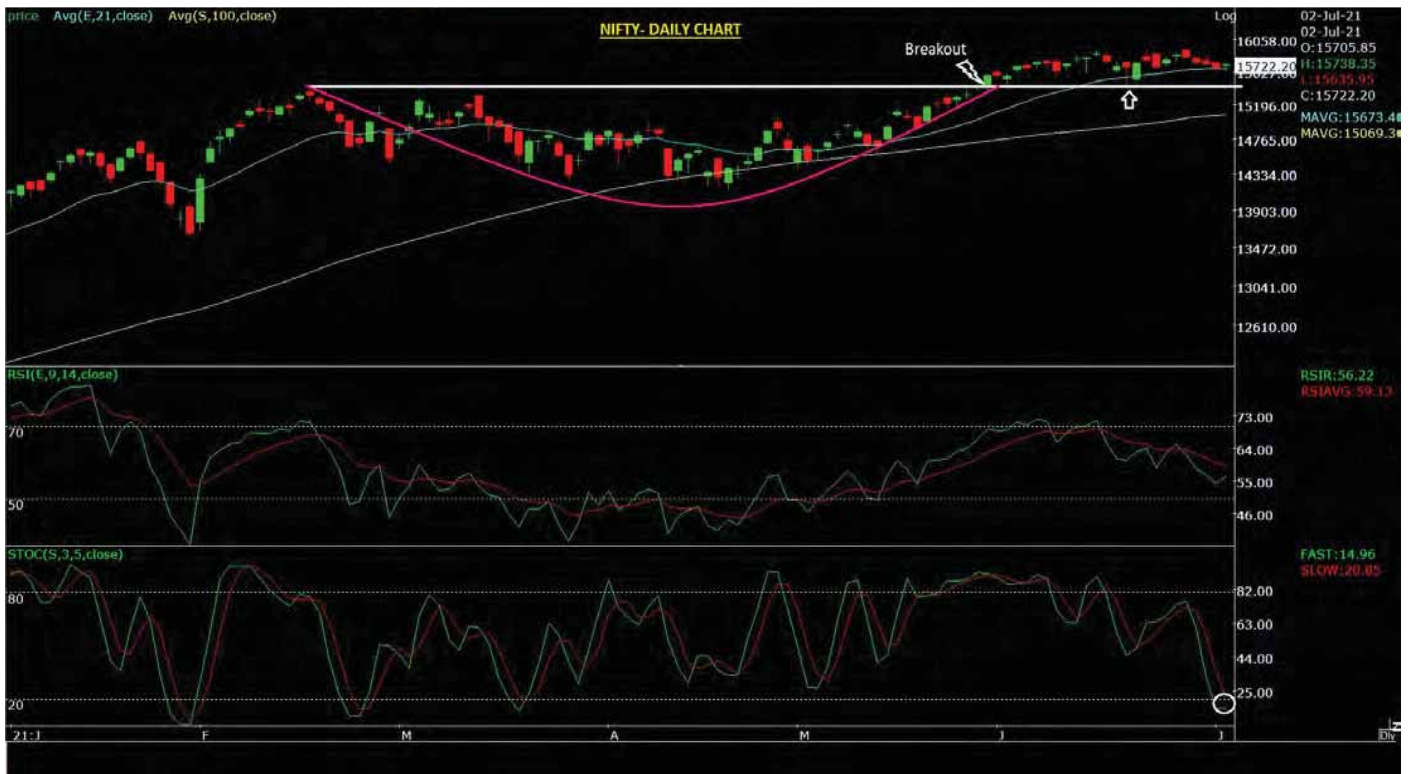 price Avg(E,21,close) Avg(S,100,close)
NIFTY- DAILY CHART
Log
02-Jul-21
02-Jul-21
O:15705.85
H:15738.35
L:15635.95
C:15722.20
MAVG:15673.4
MAVG:15069.3
Breakout
16058.00
15722.20
15627.00
15196.00
14765.00
14334.00
13903.00
13472.00
13041.00
12610.00
RSI(E,9,14,close)
RSIR:56.22
RSIAVG:59.13
70
50
73.00
64.00
55.00
46.00
STOC(S,3,5,close)
FAST:14.96
SLOW:20.85
80
20
82.00
63.00
44.00
25.00
21:J F M A M J J
Dly